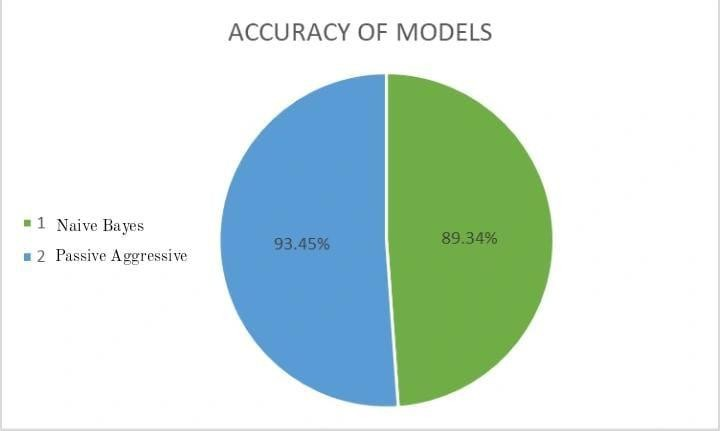 ACCURACY OF MODELS
1 Naive Bayes
2 Passive Aggressive
93.45%
89.34%